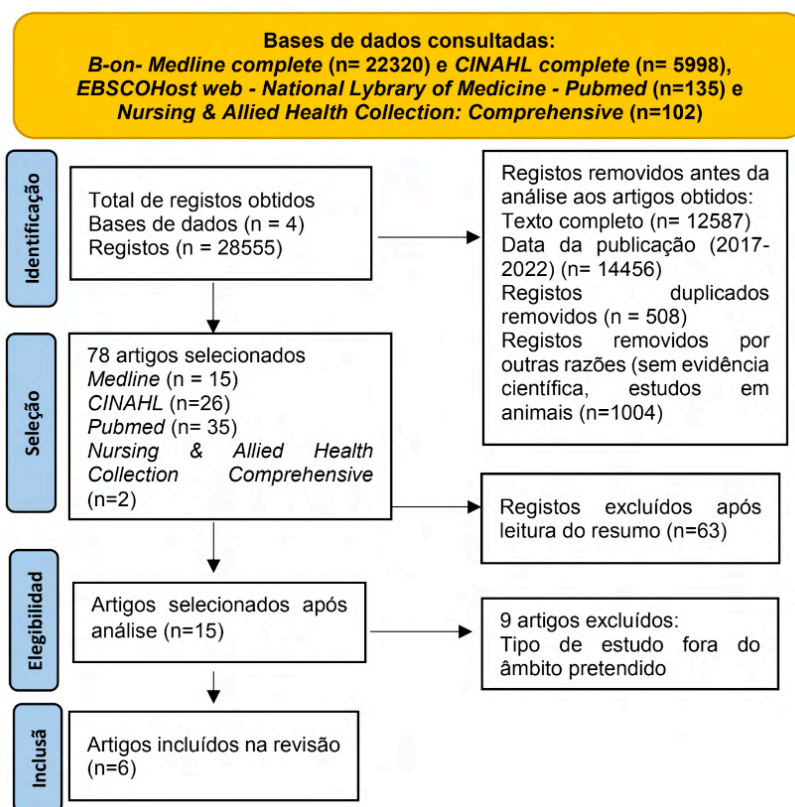 Bases de dados consultadas:
B-on- Medline complete (n= 22320) e CINAHL complete (n= 5998),
EBSCOHost web - National Lybrary of Medicine - Pubmed (n=135) e
Nursing & Allied Health Collection: Comprehensive (n=102)
Identificação
Total de registos obtidos
Bases de dados (n = 4)
Registos (n = 28555)
Registos removidos antes da
análise aos artigos obtidos:
Texto completo (n= 12587)
Data da publicação (2017-
2022) (n= 14456)
Registos duplicados
removidos (n = 508)
Registos removidos por
outras razões (sem evidência
científica, estudos em
animais (n=1004)
Seleção
78 artigos selecionados
Medline (n = 15)
CINAHL (n=26)
Pubmed (n= 35)
Nursing & Allied Health
Collection Comprehensive
(n=2)
Registos excluídos após
leitura do resumo (n=63)
Elegibilidad
Artigos selecionados após
análise (n=15)
9 artigos excluídos:
Tipo de estudo fora do
âmbito pretendido
Inclusã
Artigos incluídos na revisão
(n=6)